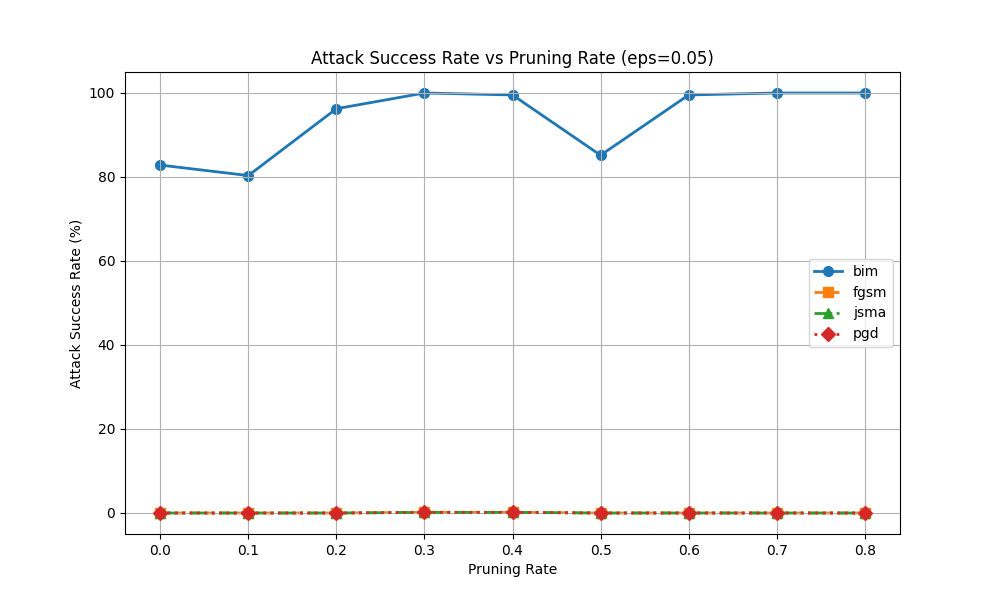 Attack Success Rate vs Pruning Rate (eps=0.05)
Attack Success Rate (%)
100
80
60
40
20
0
bim
fgsm
jsma
pgd
0.0 0.1 0.2 0.3 0.4 0.5 0.6 0.7 0.8
Pruning Rate